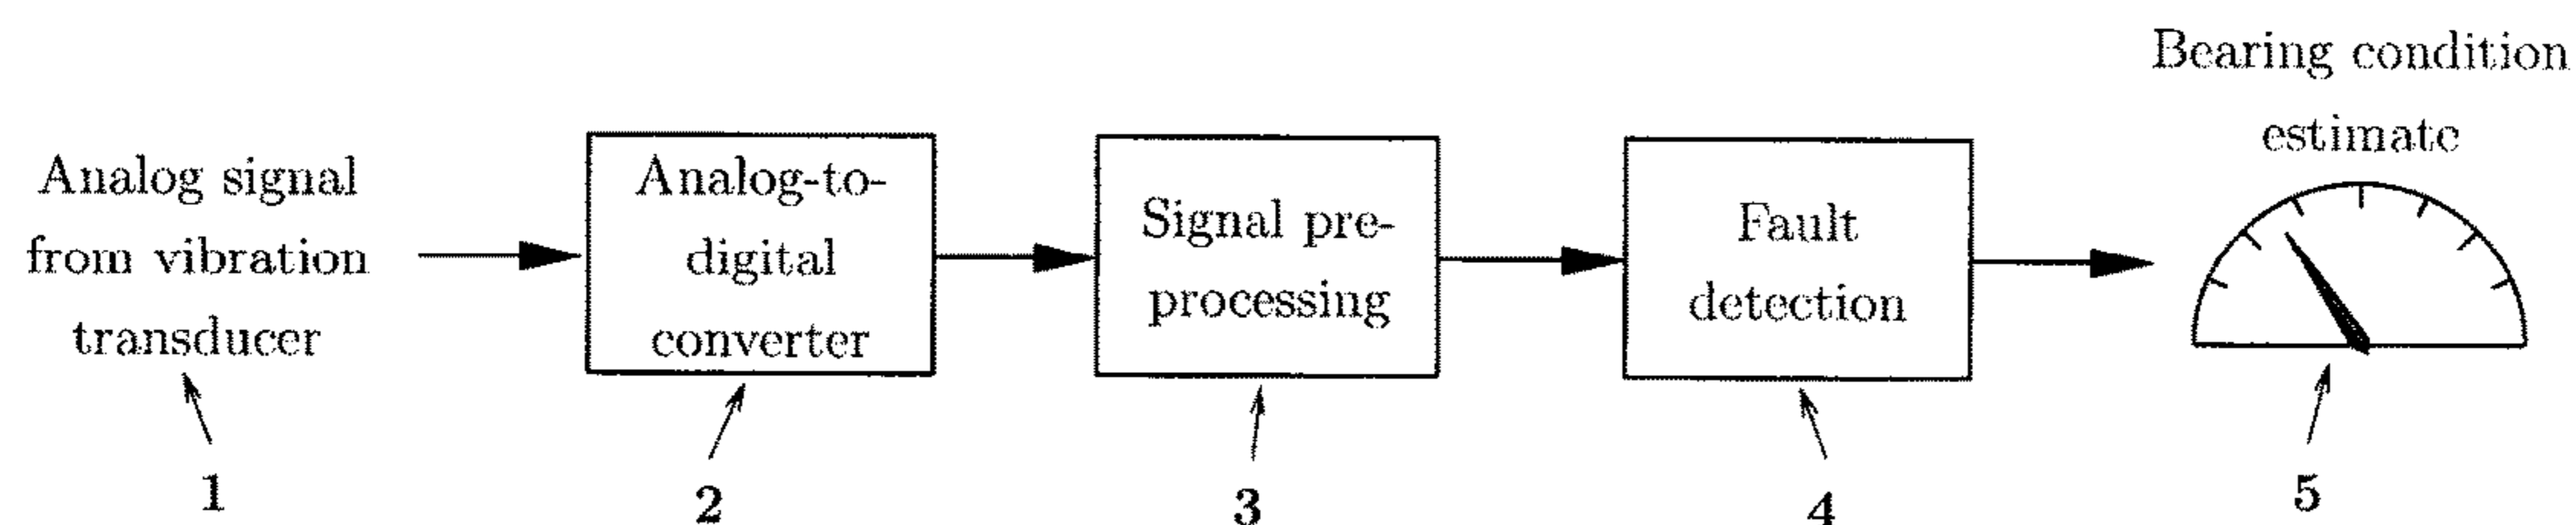 Analog signal
from vibration
transducer
Analog-to-
digital
converter
Signal pre-
processing
Fault
detection
Bearing condition
estimate
1
2
3
4
5